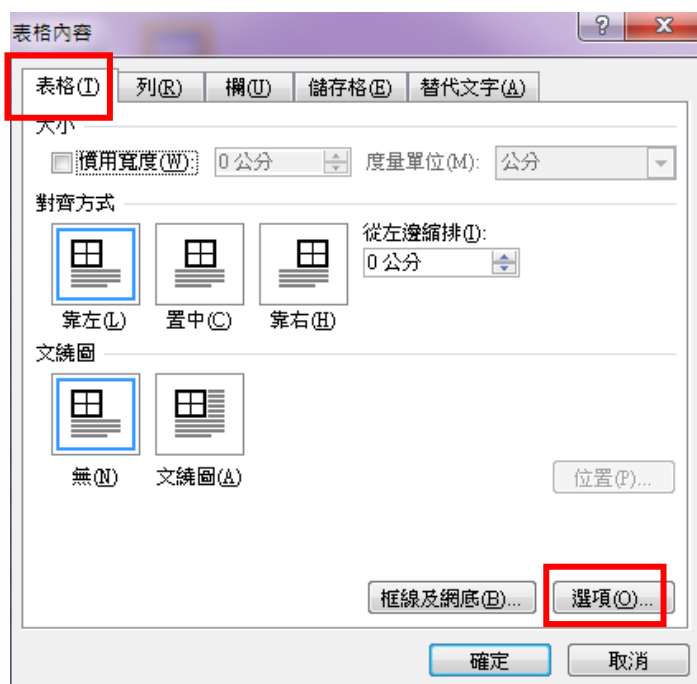 表格內容
表格(T) 列(R) 欄(U) 儲存格(E) 替代文字(A)
大小
慣用寬度(W): 0 公分 度量單位(M): 公分
對齊方式
從左邊縮排(I):
0 公分
靠左(L) 置中(C) 靠右(H)
文繞圖
無(N) 文繞圖(A)
位置(P)...
框線及網底(B)... 選項(O)...
確定 取消